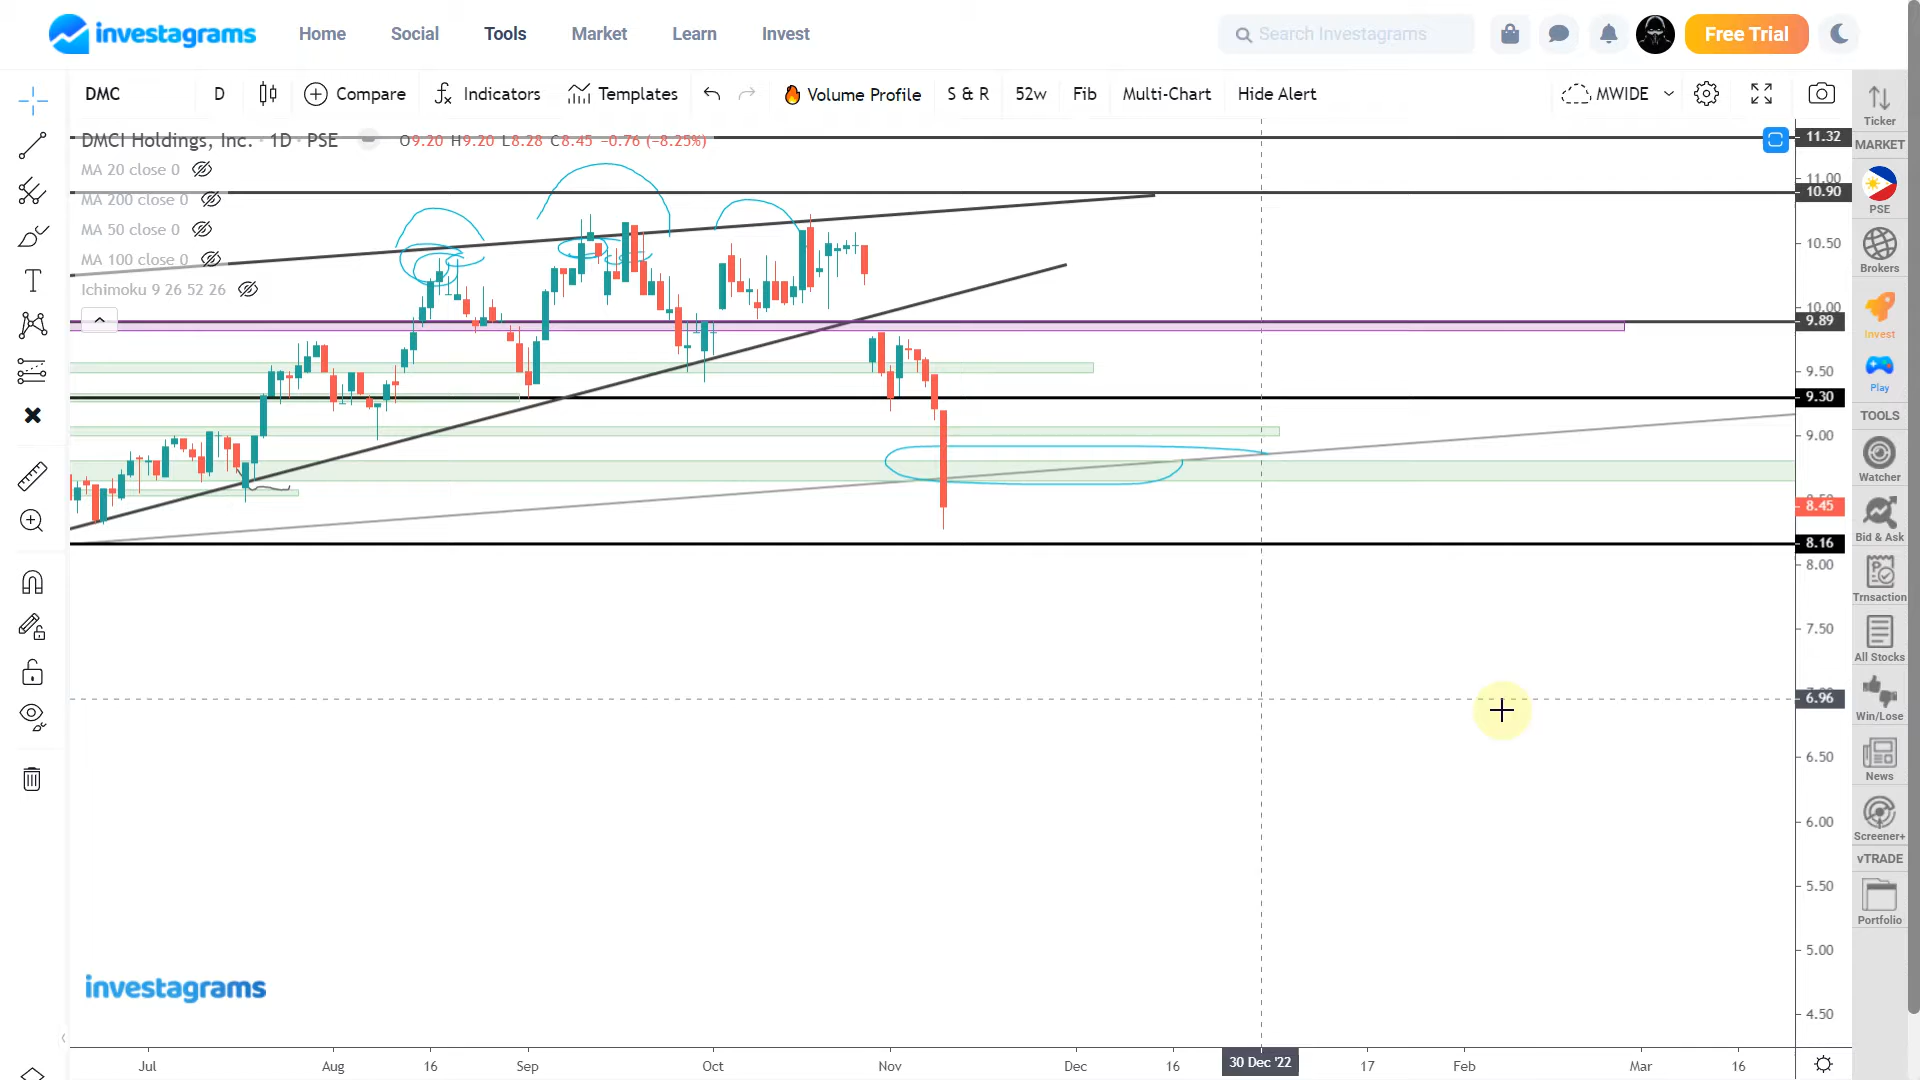 investagrams Home Social Tools Market Learn Invest Search Investagrams Free Trial
DMC D Compare Indicators Templates Volume Profile S & R 52w Fib Multi-Chart Hide Alert MWIDE
DMCI Holdings, Inc. · 1D · PSE O9.20 H9.20 L8.28 C8.45 −0.76 (−8.25%)
MA 20 close 0
MA 200 close 0
MA 50 close 0
MA 100 close 0
Ichimoku 9 26 52 26
11.32
11.00
10.90
10.50
10.00
9.89
9.50
9.30
9.00
8.45
8.16
8.00
7.50
6.96
6.50
6.00
5.50
5.00
4.50
investagrams
Jul Aug 16 Sep Oct Nov Dec 16 30 Dec '22 17 Feb Mar 16
Ticker
MARKET
PSE
Brokers
Invest
Play
TOOLS
Watcher
Bid & Ask
Trnsaction
All Stocks
Win/Lose
News
Screener+
vTRADE
Portfolio